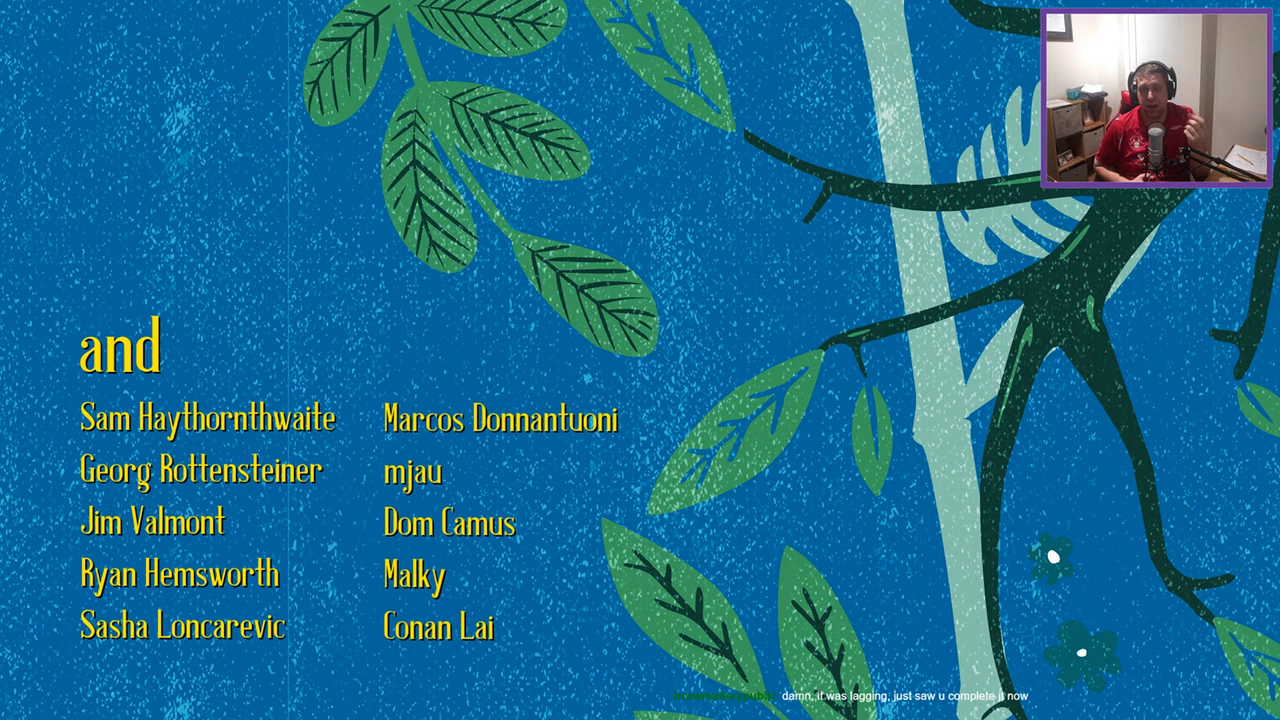 and
Sam Haythornthwaite
Georg Rottensteiner
Jim Valmont
Ryan Hemsworth
Sasha Loncarevic
Marcos Donnantuoni
mjau
Dom Camus
Malky
Conan Lai
damn, it was lagging, just saw u complete it now